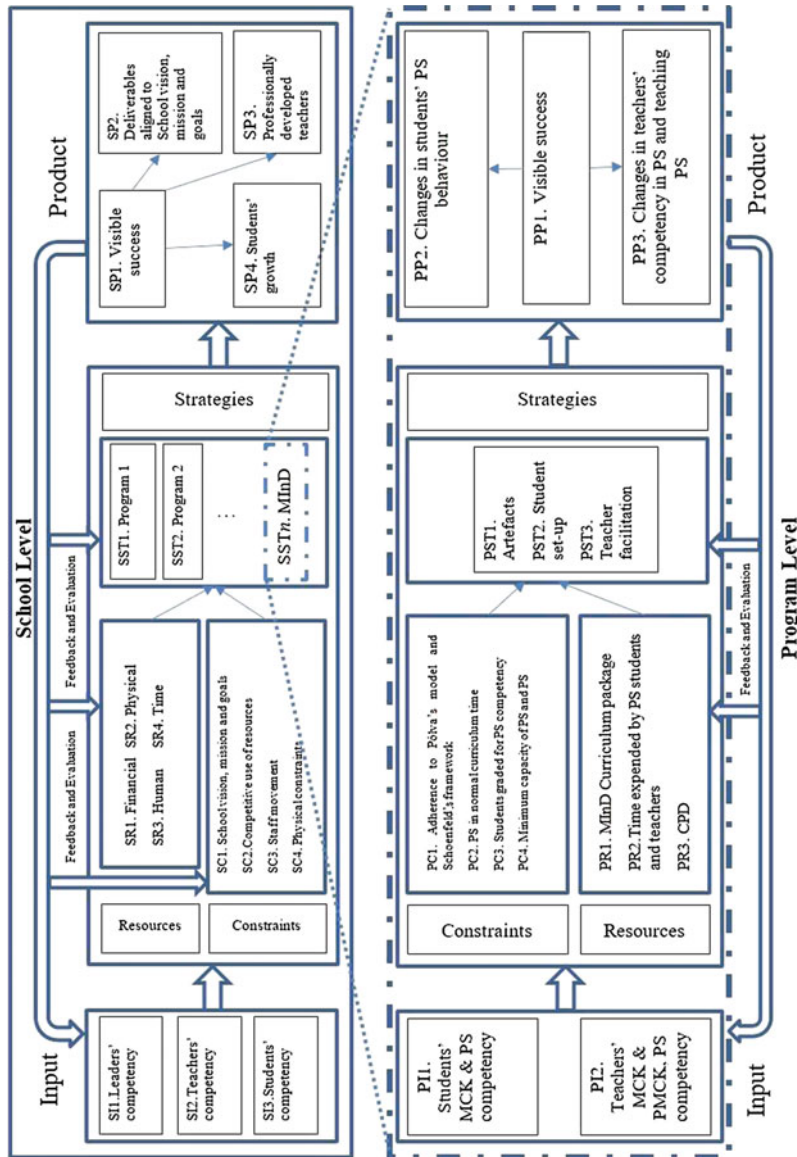 School Level
Input
Product
Feedback and Evaluation
Feedback and Evaluation
SI1.Leaders'
competency
SI2.Teachers'
competency
SI3.Students'
competency
Resources
Constraints
SR1. Financial SR2. Physical
SR3. Human SR4. Time
SC1. School vision, mission and goals
SC2.Competitive use of resources
SC3. Staff movement
SC4. Physical constraints
SST1. Program 1
SST2. Program 2
...
SSTn. MInD
Strategies
SP1. Visible
success
SP2.
Deliverables
aligned to
School vision,
mission and
goals
SP4. Students'
growth
SP3.
Professionally
developed
teachers
PI1.
Students'
MCK & PS
competency
PI2.
Teachers'
MCK &
PMCK, PS
competency
Constraints
Resources
PC1. Adherence to Pólya's model and
Schoenfeld's framework
PC2. PS in normal curriculum time
PC3. Students graded for PS competency
PC4. Minimum capacity of PS and PS
PR1. MInD Curriculum package
PR2.Time expended by PS students
and teachers
PR3. CPD
PST1.
Artefacts
PST2. Student
set-up
PST3.
Teacher
facilitation
Strategies
PP2. Changes in students' PS
behaviour
PP1. Visible success
PP3. Changes in teachers'
competency in PS and teaching
PS
Input
Feedback and Evaluation
Product
Program Level